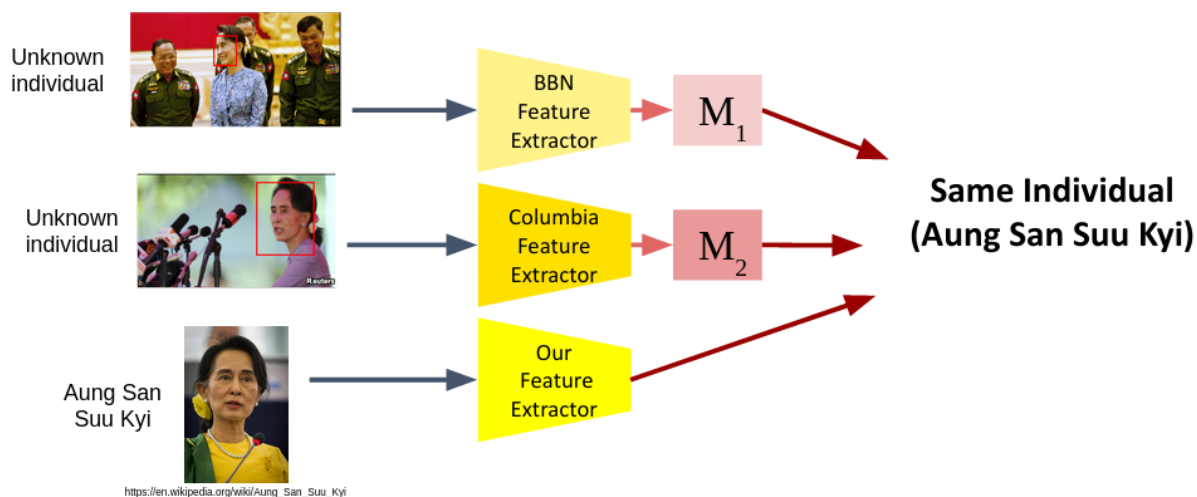 Unknown
individual
BBN
Feature
Extractor
M1
Unknown
individual
Reuters
Columbia
Feature
Extractor
M2
Same Individual
(Aung San Suu Kyi)
Aung San
Suu Kyi
Our
Feature
Extractor
https://en.wikipedia.org/wiki/Aung_San_Suu_Kyi